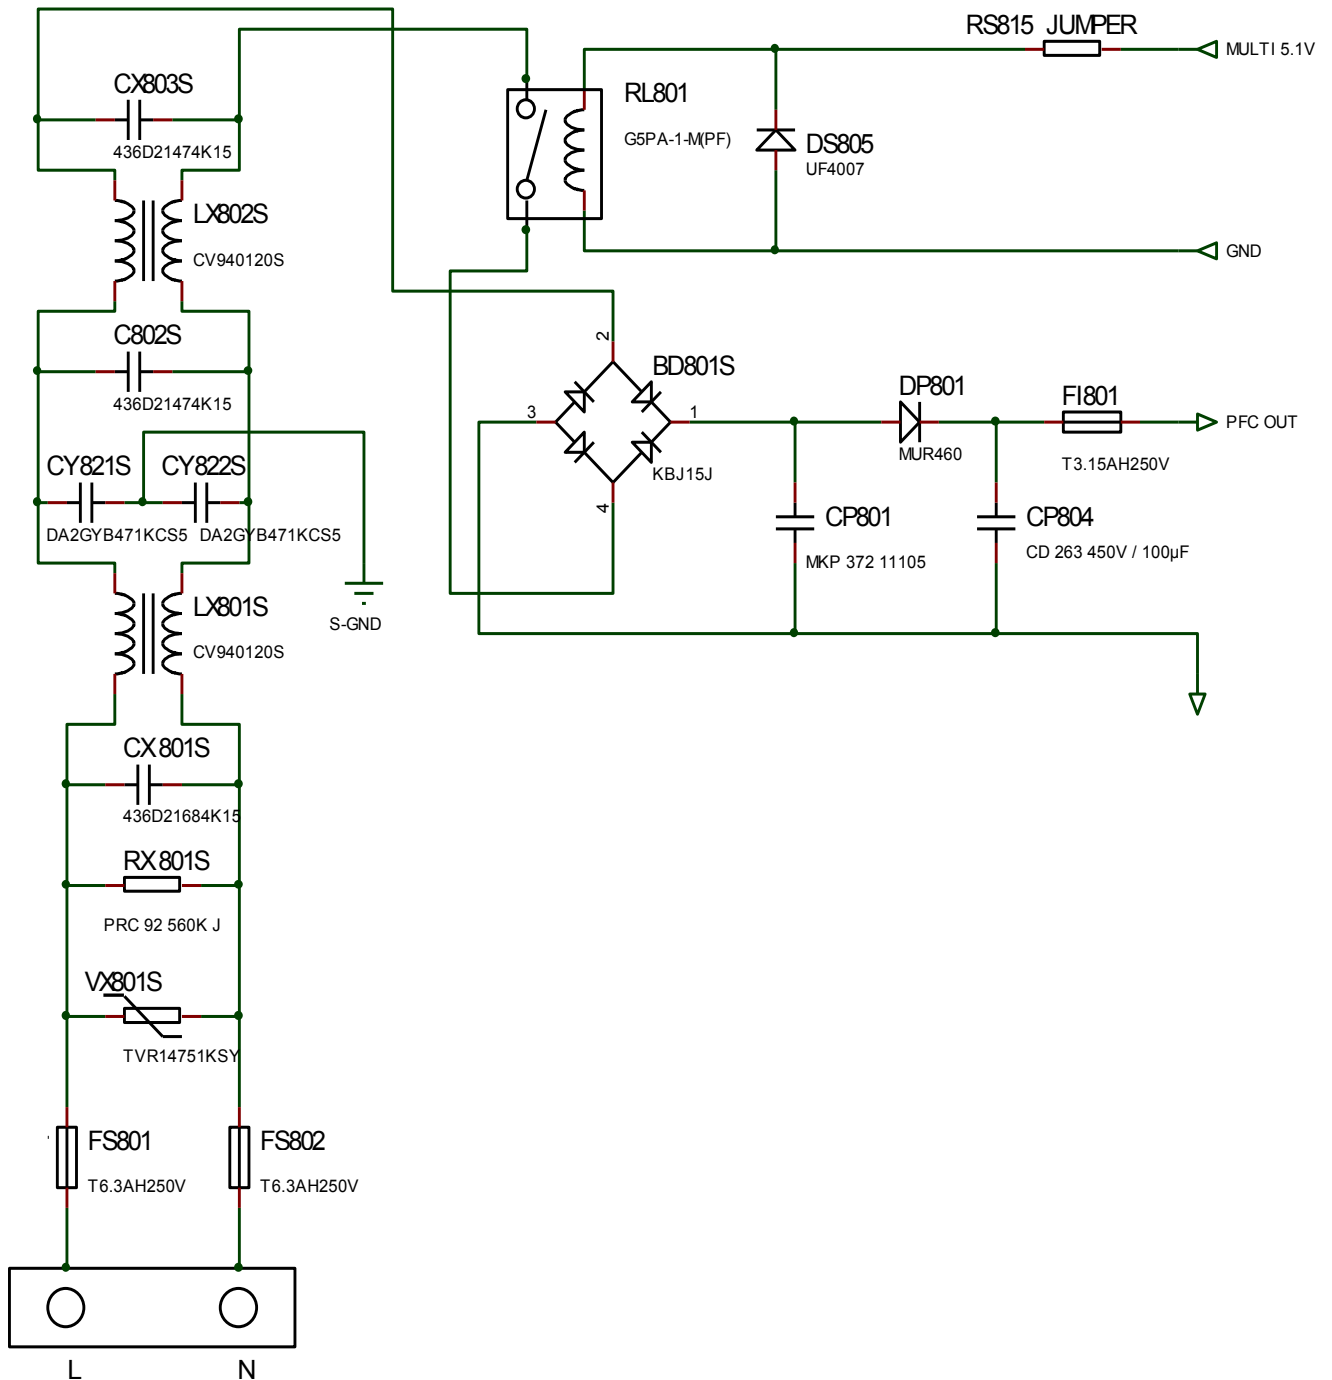 RS815 JUMPER
MULTI 5.1V
CX803S
436D21474K15
RL801
G5PA-1-M(PF)
DS805
UF4007
LX802S
CV940120S
GND
C802S
436D21474K15
2
BD801S
3
1
KBJ15J
4
DP801
MUR460
FI801
T3.15AH250V
PFC OUT
CY821S
CY822S
DA2GYB471KCS5
DA2GYB471KCS5
CP801
MKP 372 11105
CP804
CD 263 450V / 100µF
LX801S
CV940120S
S-GND
CX801S
436D21684K15
RX801S
PRC 92 560K J
VX801S
TVR14751KSY
FS801
T6.3AH250V
FS802
T6.3AH250V
L
N